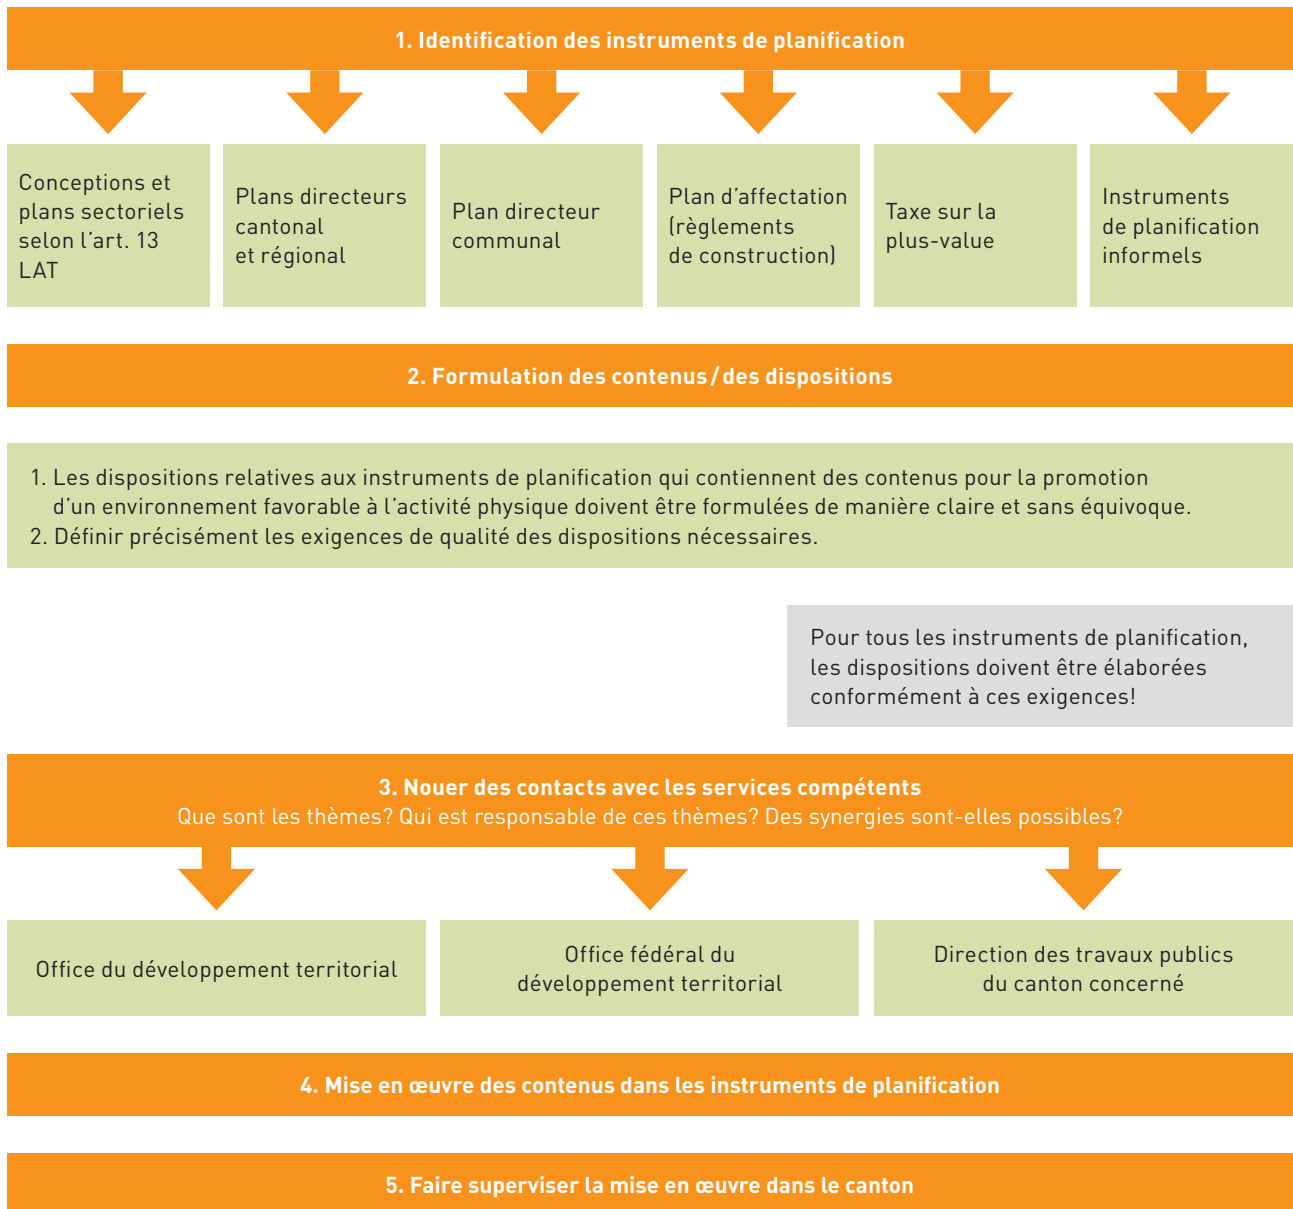 1. Identification des instruments de planification
Conceptions et
plans sectoriels
selon l'art. 13
LAT
Plans directeurs
cantonal
et régional
Plan directeur
communal
Plan d'affectation
(règlements
de construction)
Taxe sur la
plus-value
Instruments
de planification
informels
2. Formulation des contenus/des dispositions
1. Les dispositions relatives aux instruments de planification qui contiennent des contenus pour la promotion
d'un environnement favorable à l'activité physique doivent être formulées de manière claire et sans équivoque.
2. Définir précisément les exigences de qualité des dispositions nécessaires.
Pour tous les instruments de planification,
les dispositions doivent être élaborées
conformément à ces exigences!
3. Nouer des contacts avec les services compétents
Que sont les thèmes? Qui est responsable de ces thèmes? Des synergies sont-elles possibles?
Office du développement territorial
Office fédéral du
développement territorial
Direction des travaux publics
du canton concerné
4. Mise en œuvre des contenus dans les instruments de planification
5. Faire superviser la mise en œuvre dans le canton